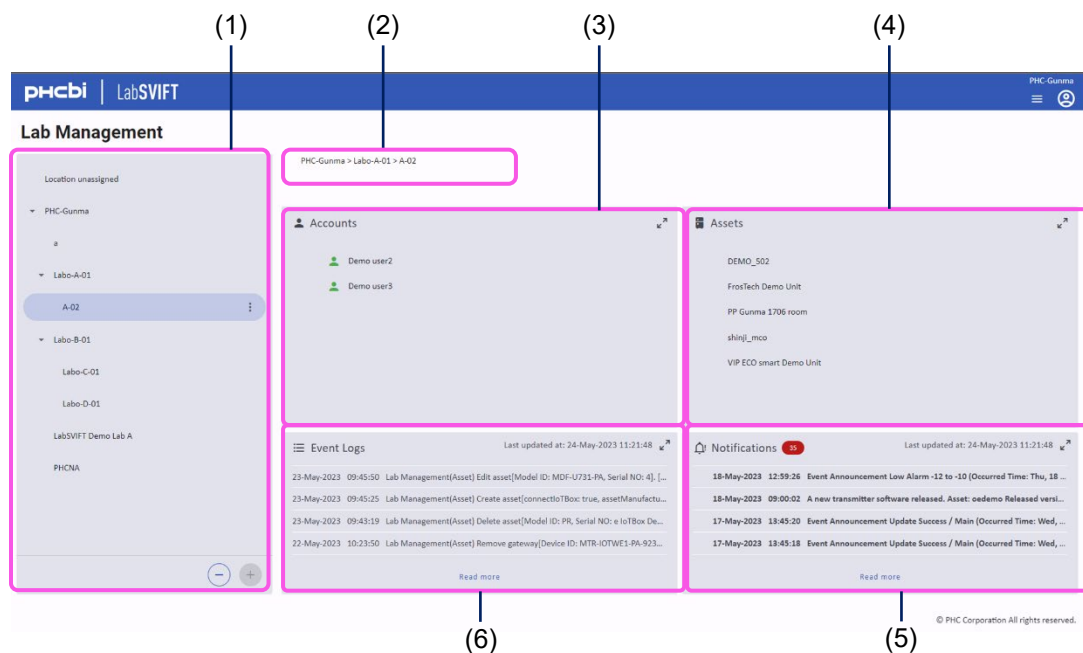 (1) (2) (3) (4)
PHC-Gunma
PHCbi | LabSVIFT
Lab Management
PHC-Gunma > Labo-A-01 > A-02
Location unassigned
PHC-Gunma
a
Labo-A-01
A-02
Labo-B-01
Labo-C-01
Labo-D-01
LabSVIFT Demo Lab A
PHCNA
Accounts
Demo user2
Demo user3
Assets
DEMO_502
FrosTech Demo Unit
PP Gunma 1706 room
shinji_mco
VIP ECO smart Demo Unit
Event Logs Last updated at: 24-May-2023 11:21:48
23-May-2023 09:45:50 Lab Management(Asset) Edit asset[Model ID: MDF-U731-PA, Serial NO: 4]. [...
23-May-2023 09:45:25 Lab Management(Asset) Create asset[connectIoTBox: true, assetManufactu...
23-May-2023 09:43:19 Lab Management(Asset) Delete asset[Model ID: PR, Serial NO: e IoTBox De...
22-May-2023 10:23:50 Lab Management(Asset) Remove gateway[Device ID: MTR-IOTWE1-PA-923...
Read more
Notifications 35 Last updated at: 24-May-2023 11:21:48
18-May-2023 12:59:26 Event Announcement Low Alarm -12 to -10 (Occurred Time: Thu, 18 ...
18-May-2023 09:00:02 A new transmitter software released. Asset: oedemo Released versi...
17-May-2023 13:45:20 Event Announcement Update Success / Main (Occurred Time: Wed, ...
17-May-2023 13:45:18 Event Announcement Update Success / Main (Occurred Time: Wed, ...
Read more
© PHC Corporation All rights reserved.
(6) (5)